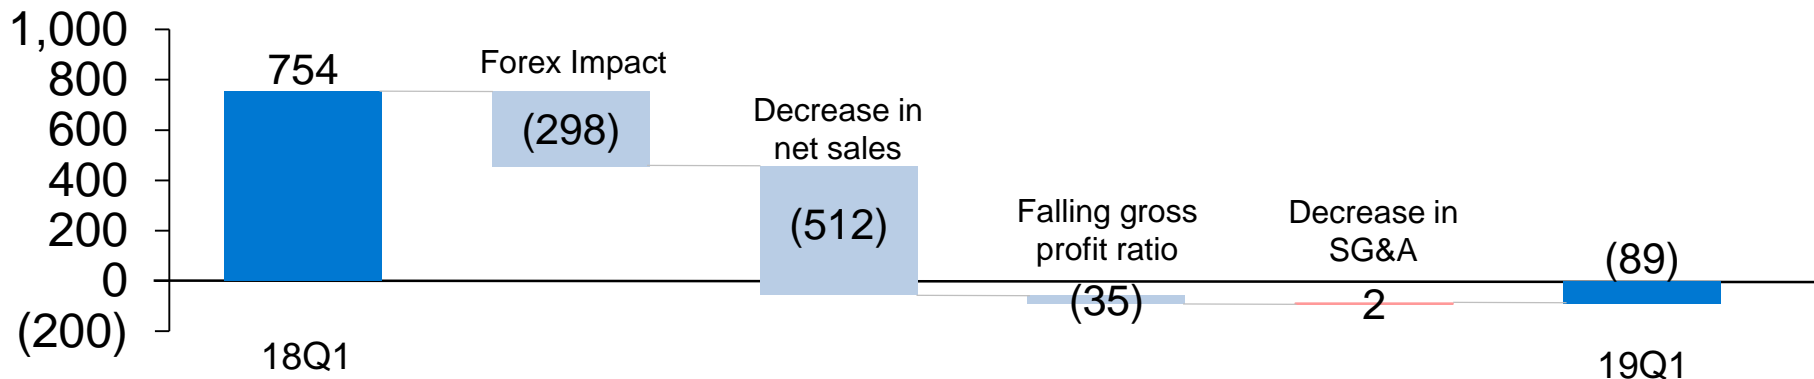 1,000
800
600
400
200
0
(200)
754
18Q1
Forex Impact
(298)
Decrease in
net sales
(512)
Falling gross
profit ratio
(35)
Decrease in
SG&A
2
(89)
19Q1